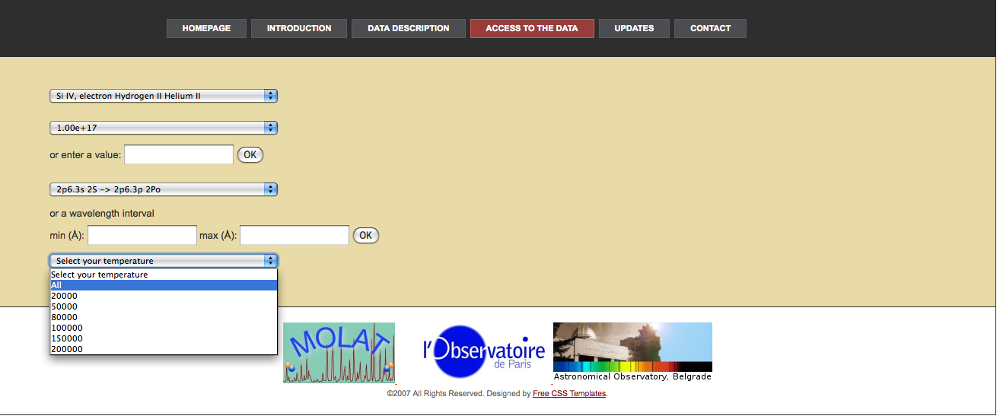 HOMEPAGE INTRODUCTION DATA DESCRIPTION ACCESS TO THE DATA UPDATES CONTACT
Si IV, electron Hydrogen II Helium II
1.00e+17
or enter a value: OK
2p6.3s 2S -> 2p6.3p 2Po
or a wavelength interval
min (Å): max (Å): OK
Select your temperature
Select your temperature
All
20000
50000
80000
100000
150000
200000
MOLAT
l'Observatoire
de Paris
Astronomical Observatory, Belgrade
©2007 All Rights Reserved. Designed by Free CSS Templates.